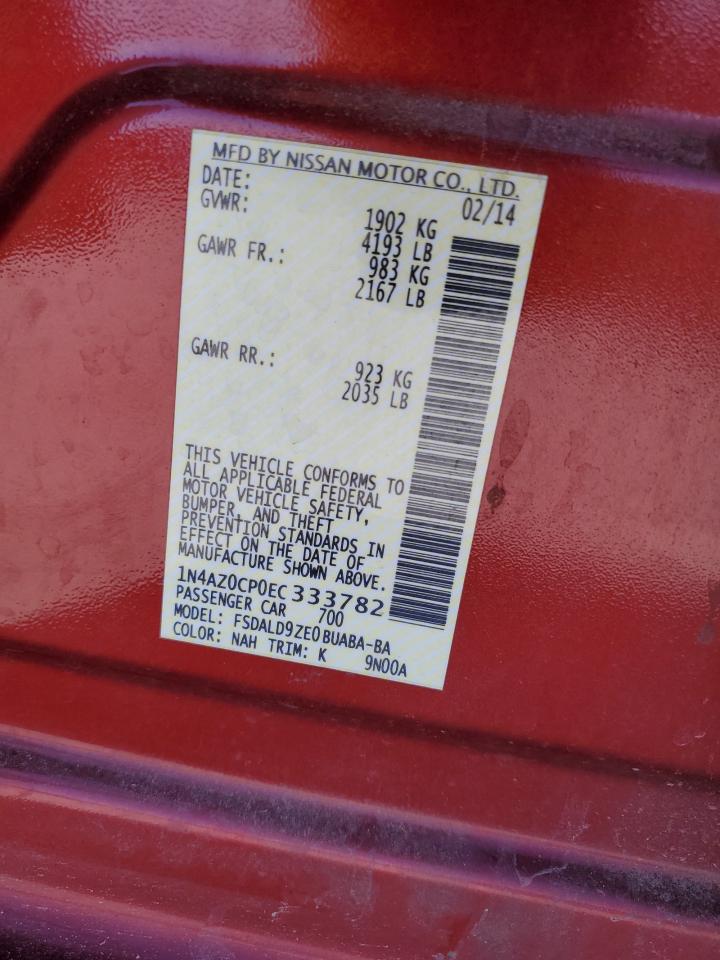 MFD BY NISSAN MOTOR CO., LTD.
DATE: 02/14
GVWR: 1902 KG
4193 LB
GAWR FR.: 983 KG
2167 LB
GAWR RR.: 923 KG
2035 LB
THIS VEHICLE CONFORMS TO
ALL APPLICABLE FEDERAL
MOTOR VEHICLE SAFETY,
BUMPER, AND THEFT
PREVENTION STANDARDS IN
EFFECT ON THE DATE OF
MANUFACTURE SHOWN ABOVE.
1N4AZ0CP0EC333782
PASSENGER CAR 700
MODEL: FSDALD9ZE0BUABA-BA
COLOR: NAH TRIM: K 9N00A